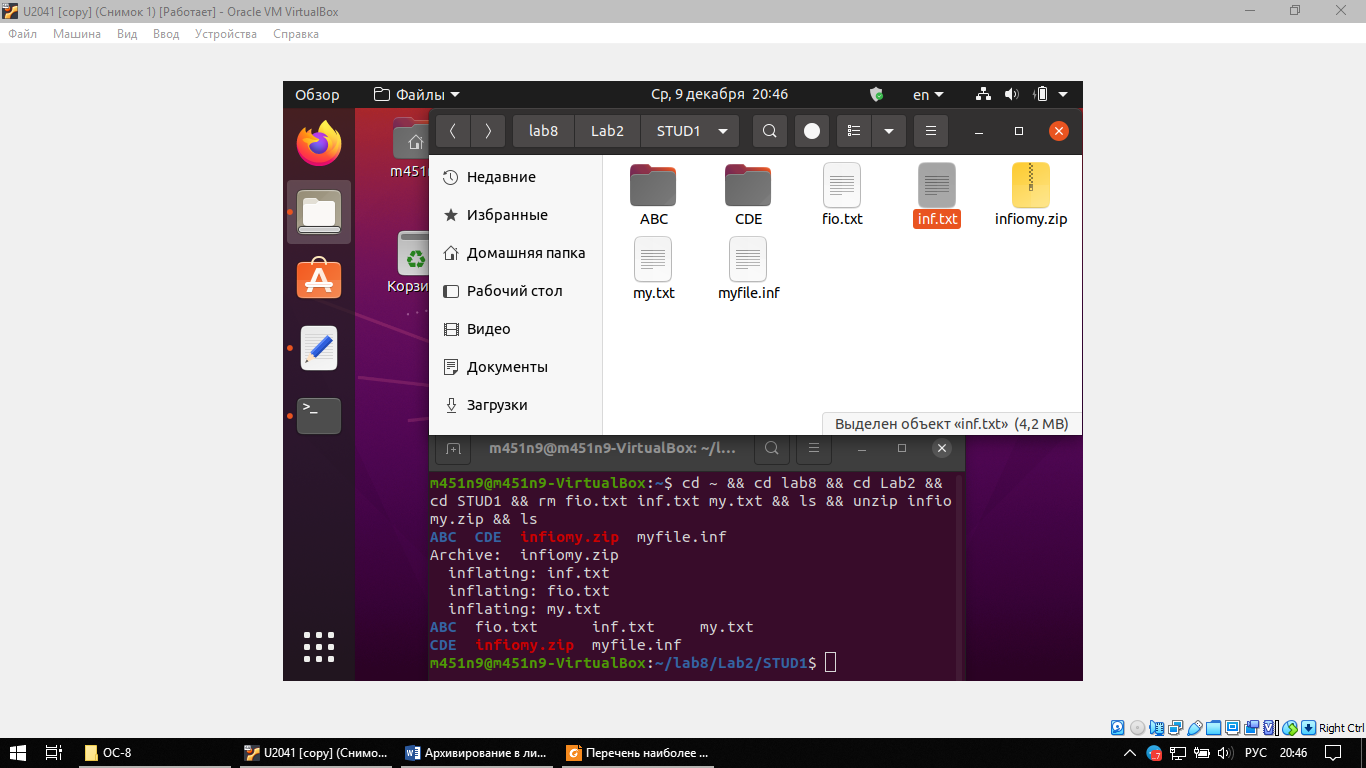 U2041 [copy] (Снимок 1) [Работает] - Oracle VM VirtualBox
Файл Машина Вид Ввод Устройства Справка
Обзор Файлы Ср, 9 декабря 20:46 en
lab8 Lab2 STUD1
m451n
Корзи
Недавние
Избранные
Домашняя папка
Рабочий стол
Видео
Документы
Загрузки
ABC CDE fio.txt inf.txt infiomy.zip
my.txt myfile.inf
Выделен объект «inf.txt» (4,2 MB)
m451n9@m451n9-VirtualBox: ~/l...
m451n9@m451n9-VirtualBox:~$ cd ~ && cd lab8 && cd Lab2 &&
cd STUD1 && rm fio.txt inf.txt my.txt && ls && unzip infio
my.zip && ls
ABC CDE infiomy.zip myfile.inf
Archive: infiomy.zip
inflating: inf.txt
inflating: fio.txt
inflating: my.txt
ABC fio.txt inf.txt my.txt
CDE infiomy.zip myfile.inf
m451n9@m451n9-VirtualBox:~/lab8/Lab2/STUD1$
Right Ctrl
ОС-8 U2041 [copy] (Снимо... Архивирование в ли... Перечень наиболее ... РУС 20:46